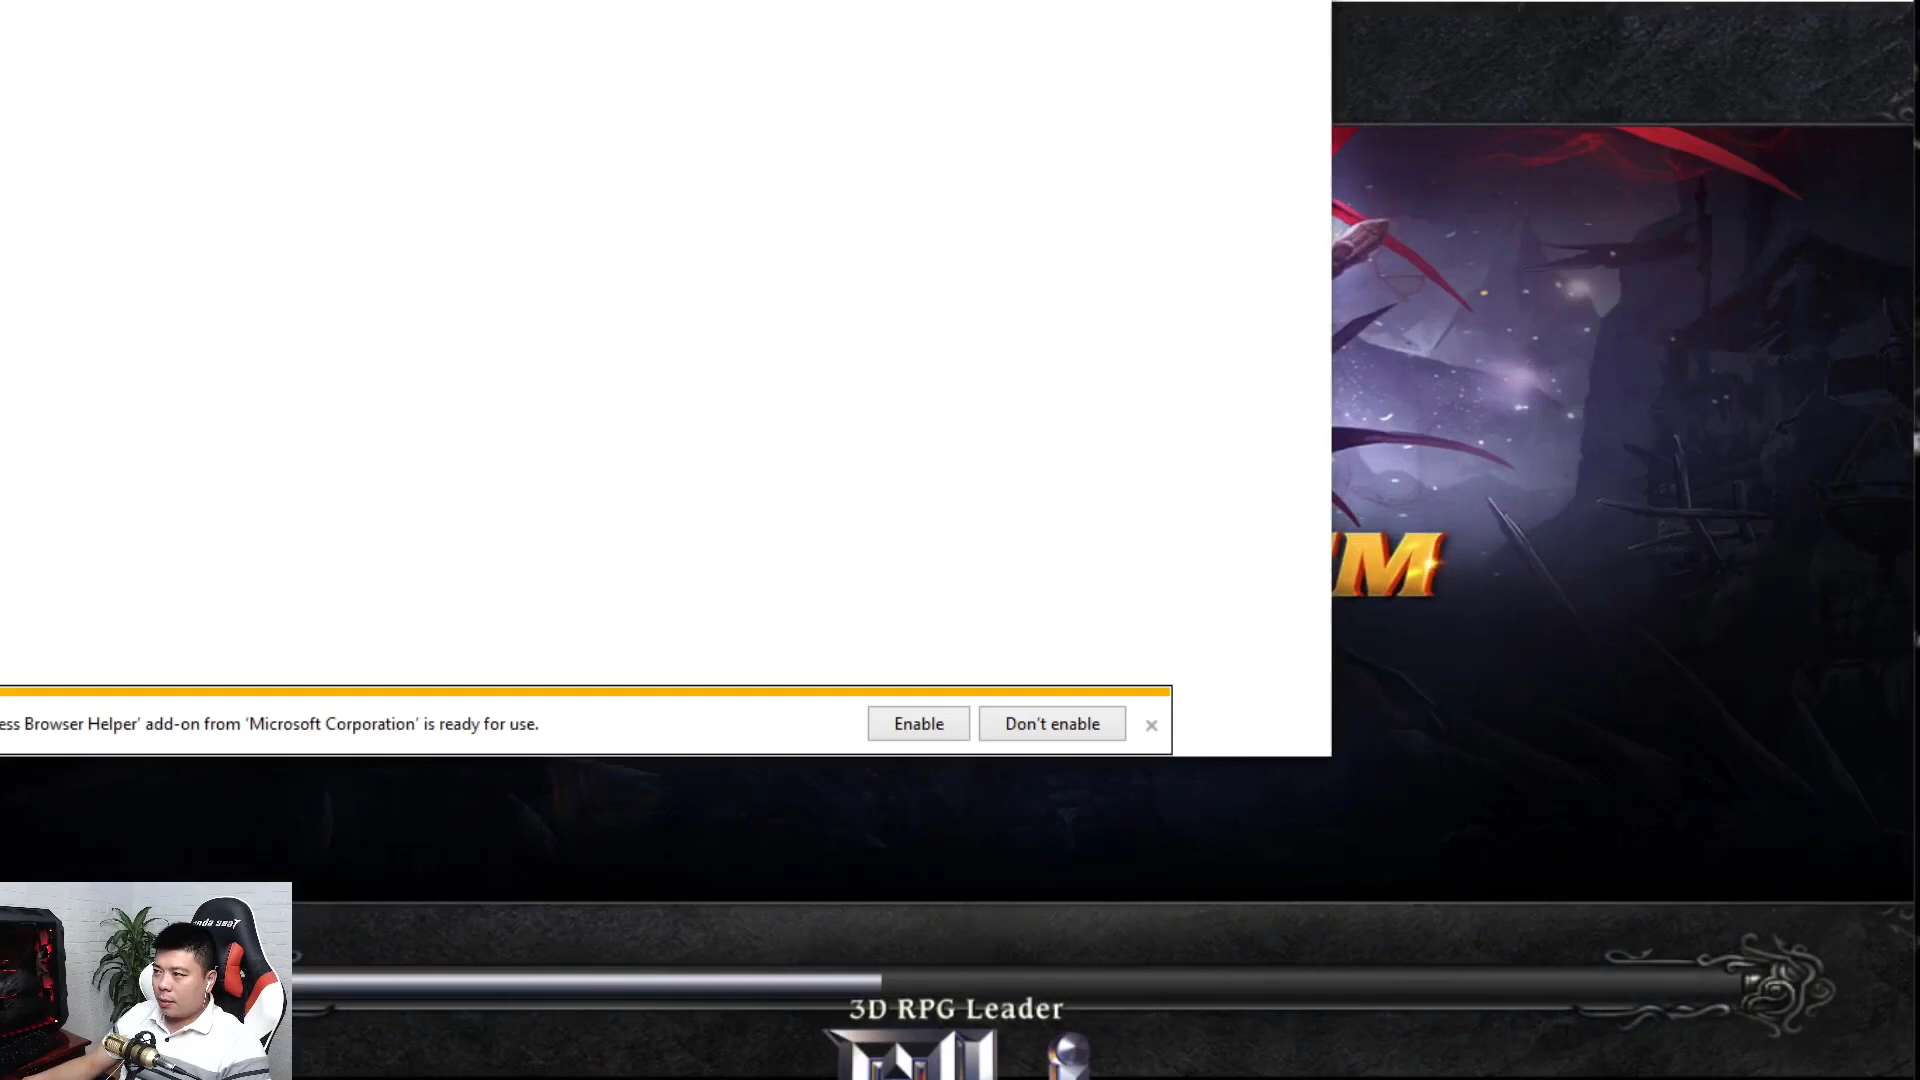 M
ess Browser Helper' add-on from 'Microsoft Corporation' is ready for use.
Enable
Don't enable
3D RPG Leader